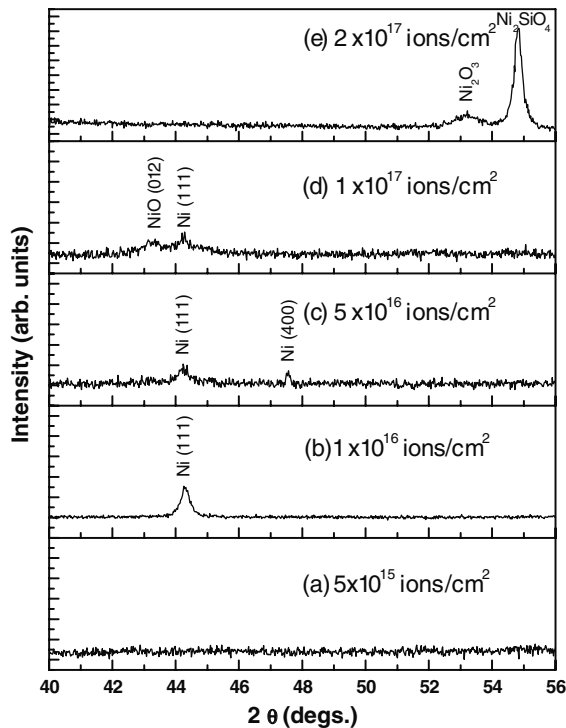 (e) 2 x10^17 ions/cm^2
Ni2SiO4
Ni2O3
(d) 1 x10^17 ions/cm^2
NiO (012)
Ni (111)
(c) 5 x10^16 ions/cm^2
Ni (111)
Ni (400)
(b) 1 x10^16 ions/cm^2
Ni (111)
(a) 5x10^15 ions/cm^2
Intensity (arb. units)
40 42 44 46 48 50 52 54 56
2 θ (degs.)